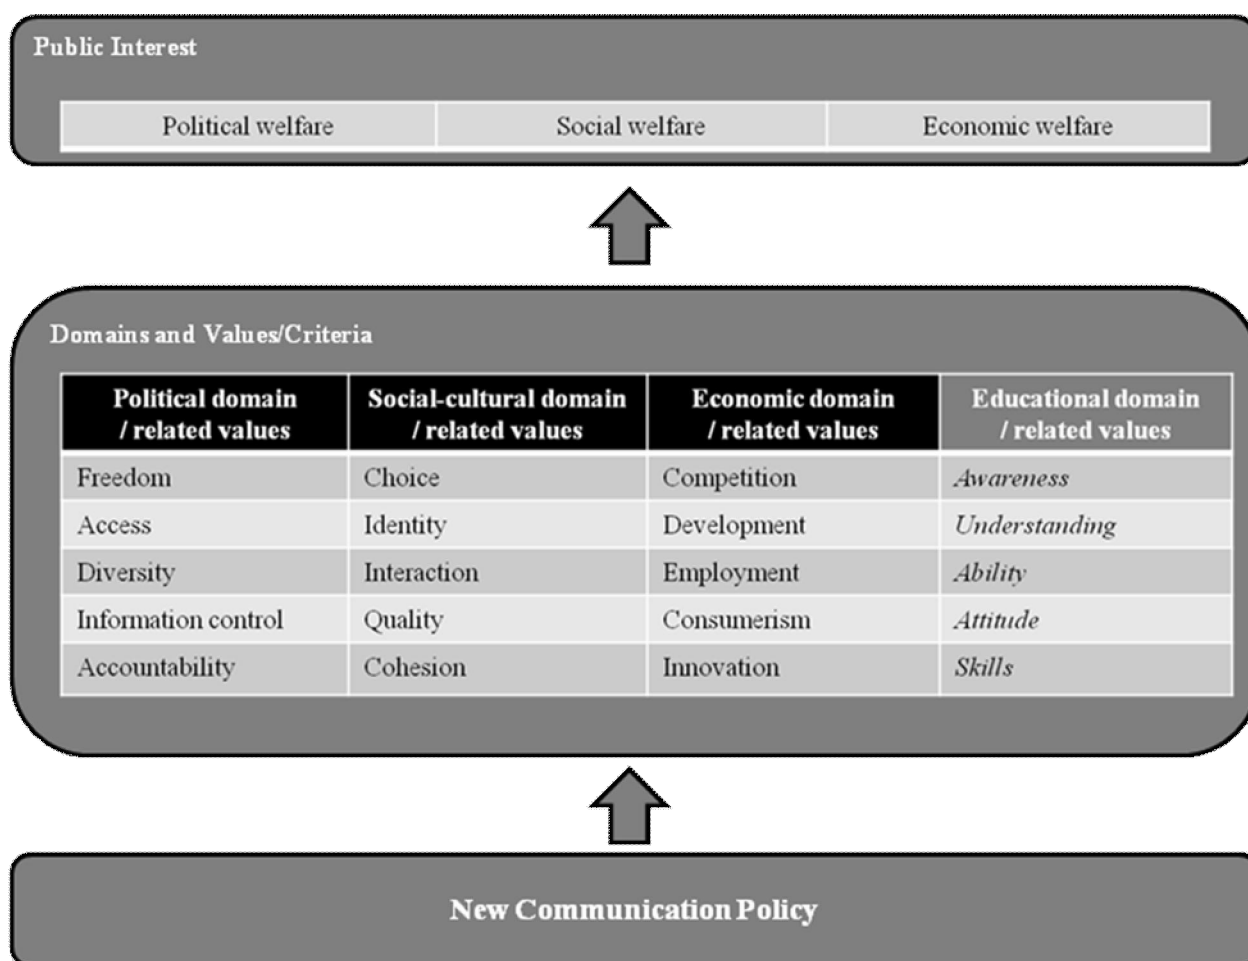 Public Interest
Political welfare
Social welfare
Economic welfare
Domains and Values/Criteria
Political domain
/ related values
Social-cultural domain
/ related values
Economic domain
/ related values
Educational domain
/ related values
Freedom
Choice
Competition
Awareness
Access
Identity
Development
Understanding
Diversity
Interaction
Employment
Ability
Information control
Quality
Consumerism
Attitude
Accountability
Cohesion
Innovation
Skills
New Communication Policy